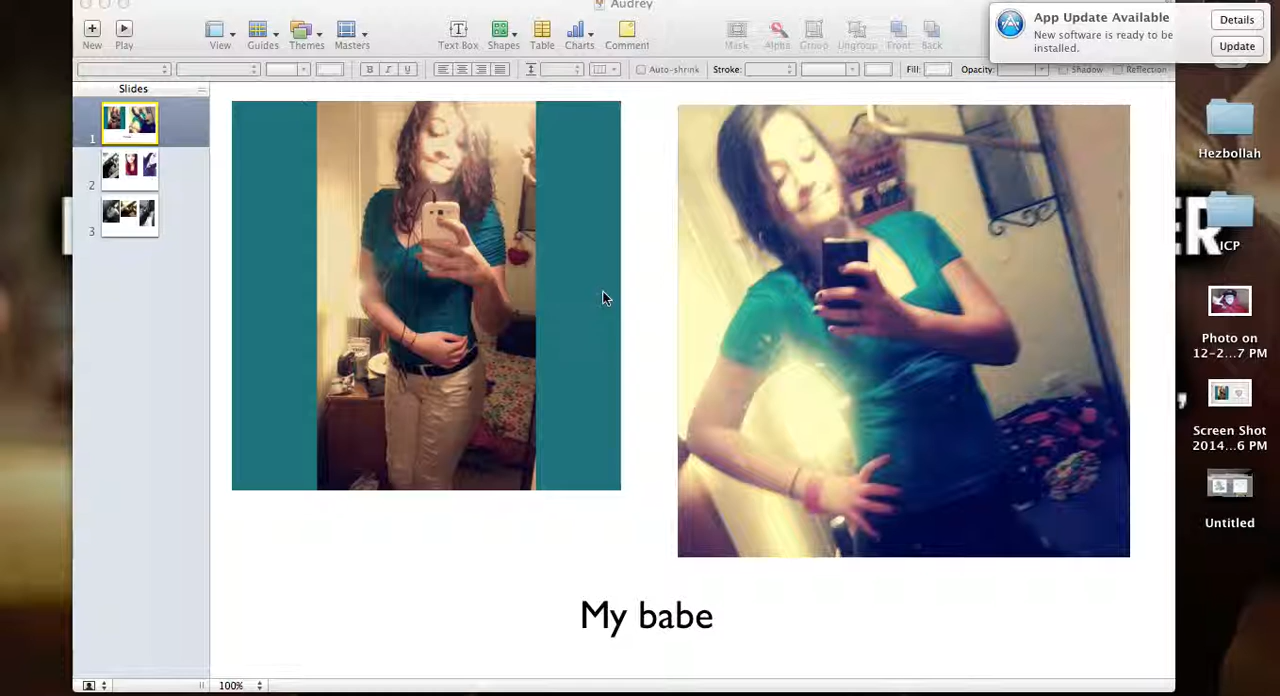 Audrey
New
Play
View
Guides
Themes
Masters
Text Box
Shapes
Table
Charts
Comment
Mask
Alpha
Group
Ungroup
Front
Back
App Update Available
New software is ready to be
installed.
Details
Update
B I U
Auto-shrink
Stroke:
Fill:
Opacity:
Shadow
Reflection
Slides
1
2
3
My babe
100%
Hezbollah
ER
ICP
Photo on
12-2...7 PM
,
Screen Shot
2014...6 PM
Untitled